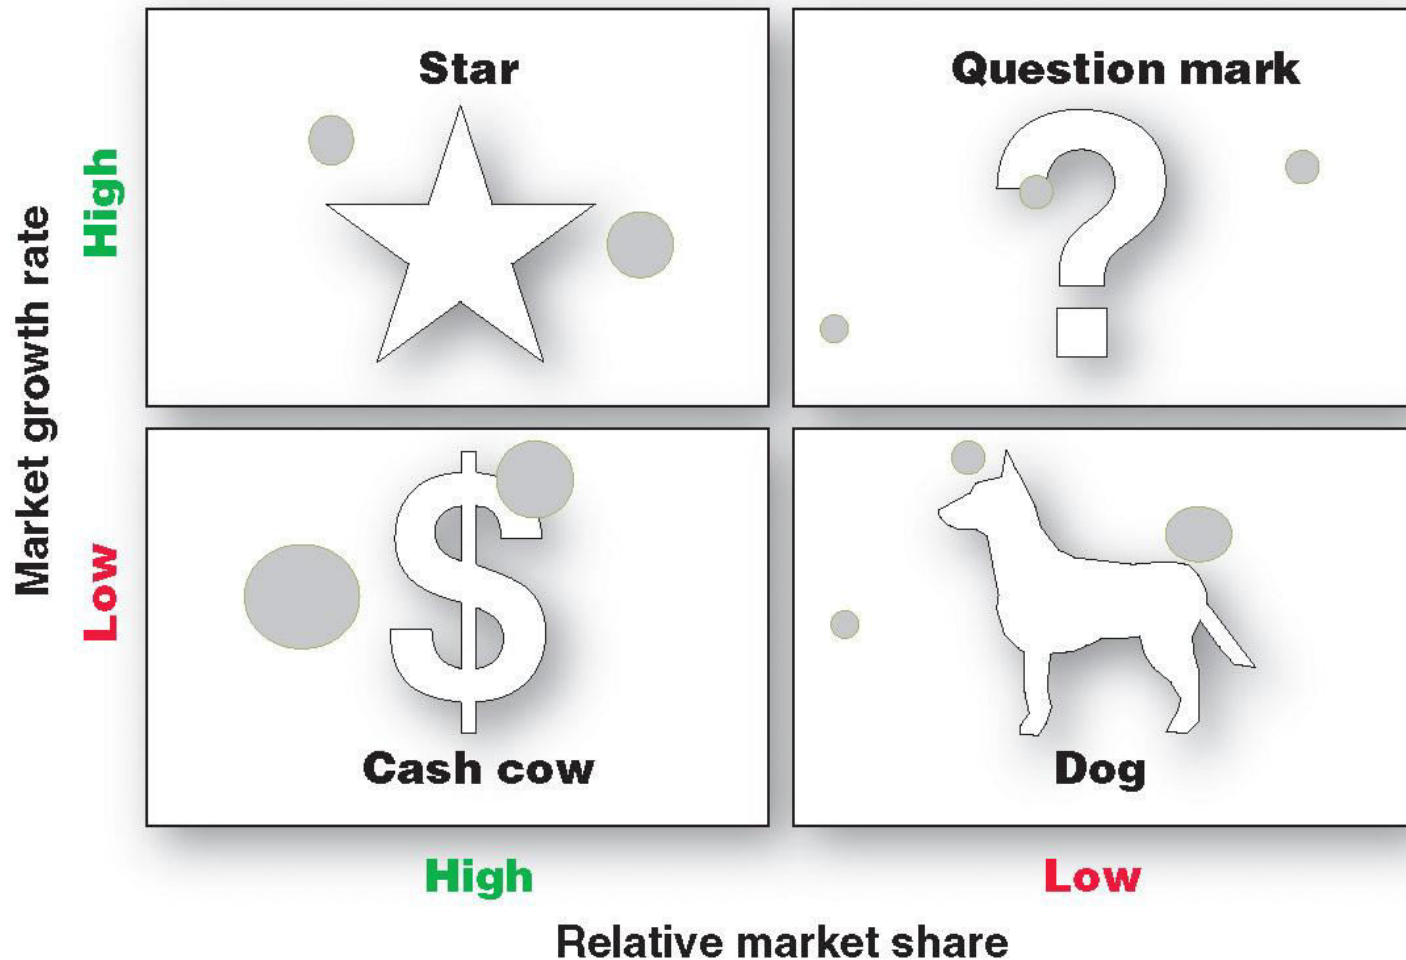 Star
Question mark
High
Market growth rate
Low
Cash cow
Dog
High
Low
Relative market share